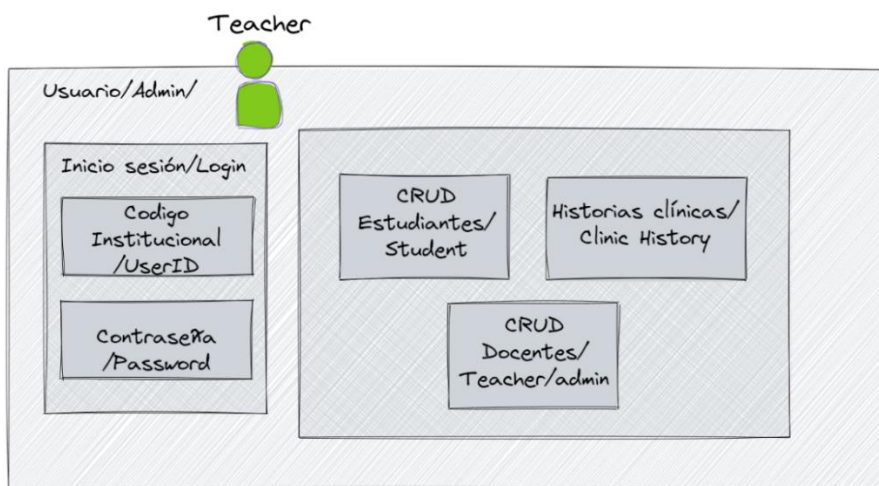 Teacher
Usuario/Admin/
Inicio sesión/Login
Codigo
Institucional
/UserID
Contraseña
/Password
CRUD
Estudiantes/
Student
Historias clínicas/
Clinic History
CRUD
Docentes/
Teacher/admin